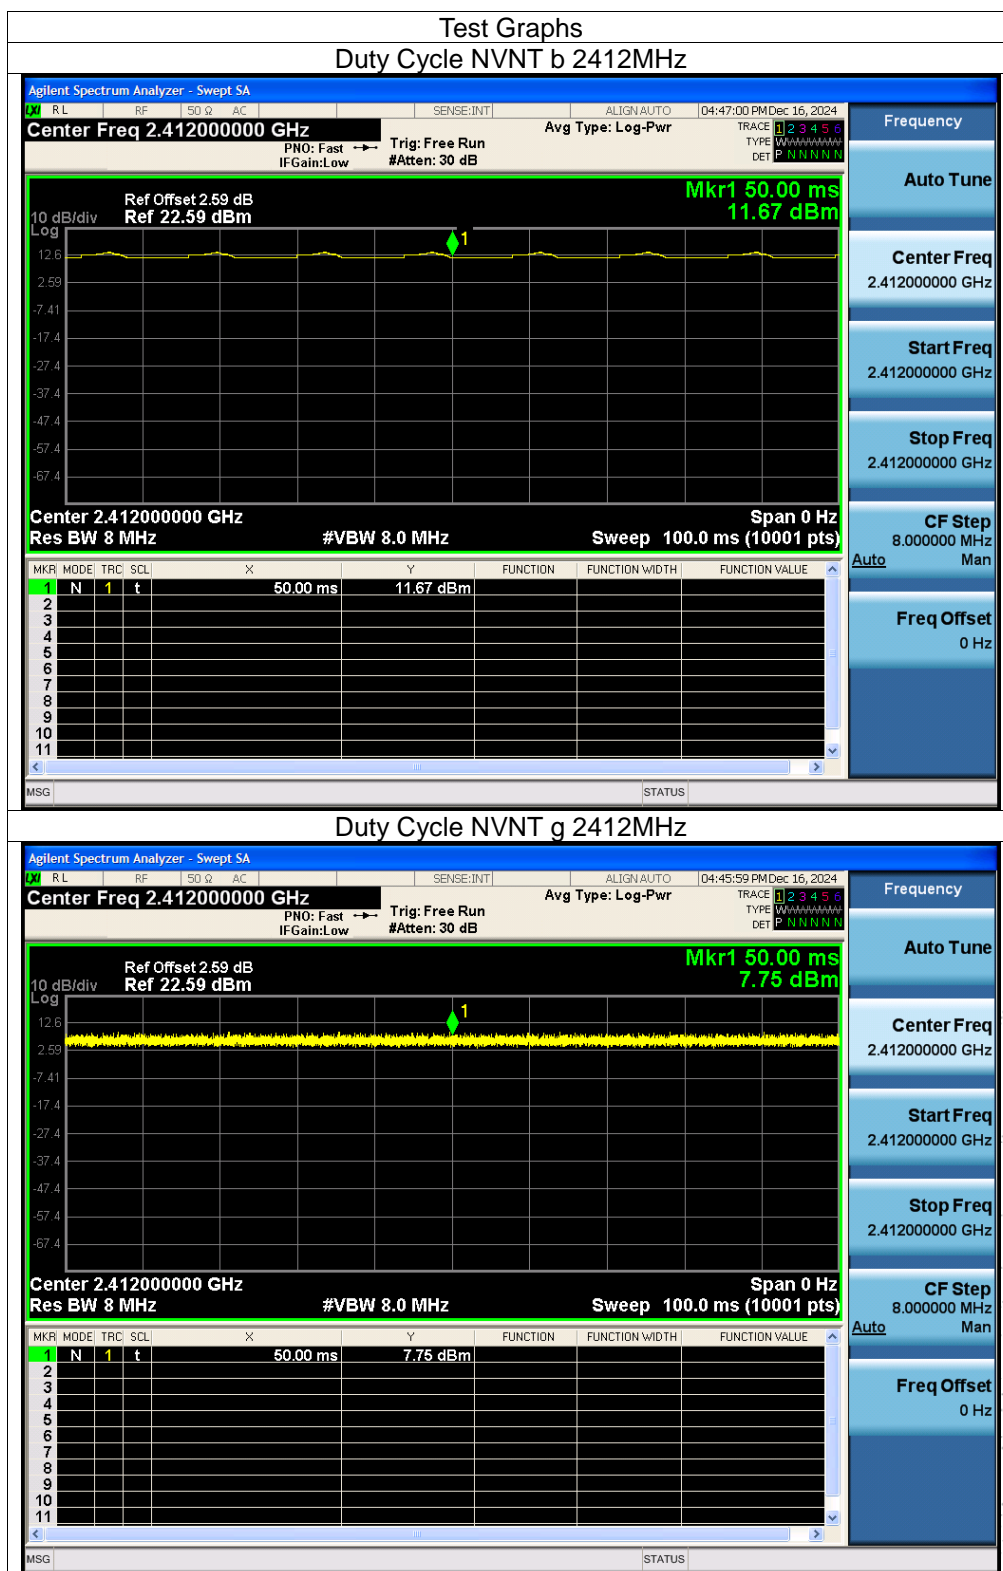 Test Graphs
Duty Cycle NVNT b 2412MHz
Agilent Spectrum Analyzer - Swept SA
LXI RL RF 50 Ω AC SENSE:INT ALIGN AUTO 04:47:00 PM Dec 16, 2024
Center Freq 2.412000000 GHz Avg Type: Log-Pwr TRACE 1 2 3 4 5 6
PNO: Fast Trig: Free Run TYPE WWWWWW
IFGain:Low #Atten: 30 dB DET P N N N N N
Mkr1 50.00 ms
Ref Offset 2.59 dB
10 dB/div Ref 22.59 dBm 11.67 dBm
Log
1
12.6
2.59
-7.41
-17.4
-27.4
-37.4
-47.4
-57.4
-67.4
Center 2.412000000 GHz Span 0 Hz
Res BW 8 MHz #VBW 8.0 MHz Sweep 100.0 ms (10001 pts)
MKR MODE TRC SCL X Y FUNCTION FUNCTION WIDTH FUNCTION VALUE
1 N 1 t 50.00 ms 11.67 dBm
2
3
4
5
6
7
8
9
10
11
MSG STATUS
Frequency
Auto Tune
Center Freq
2.412000000 GHz
Start Freq
2.412000000 GHz
Stop Freq
2.412000000 GHz
CF Step
8.000000 MHz
Auto Man
Freq Offset
0 Hz
Duty Cycle NVNT g 2412MHz
Agilent Spectrum Analyzer - Swept SA
LXI RL RF 50 Ω AC SENSE:INT ALIGN AUTO 04:45:59 PM Dec 16, 2024
Center Freq 2.412000000 GHz Avg Type: Log-Pwr TRACE 1 2 3 4 5 6
PNO: Fast Trig: Free Run TYPE WWWWWW
IFGain:Low #Atten: 30 dB DET P N N N N N
Mkr1 50.00 ms
Ref Offset 2.59 dB
10 dB/div Ref 22.59 dBm 7.75 dBm
Log
1
12.6
2.59
-7.41
-17.4
-27.4
-37.4
-47.4
-57.4
-67.4
Center 2.412000000 GHz Span 0 Hz
Res BW 8 MHz #VBW 8.0 MHz Sweep 100.0 ms (10001 pts)
MKR MODE TRC SCL X Y FUNCTION FUNCTION WIDTH FUNCTION VALUE
1 N 1 t 50.00 ms 7.75 dBm
2
3
4
5
6
7
8
9
10
11
MSG STATUS
Frequency
Auto Tune
Center Freq
2.412000000 GHz
Start Freq
2.412000000 GHz
Stop Freq
2.412000000 GHz
CF Step
8.000000 MHz
Auto Man
Freq Offset
0 Hz